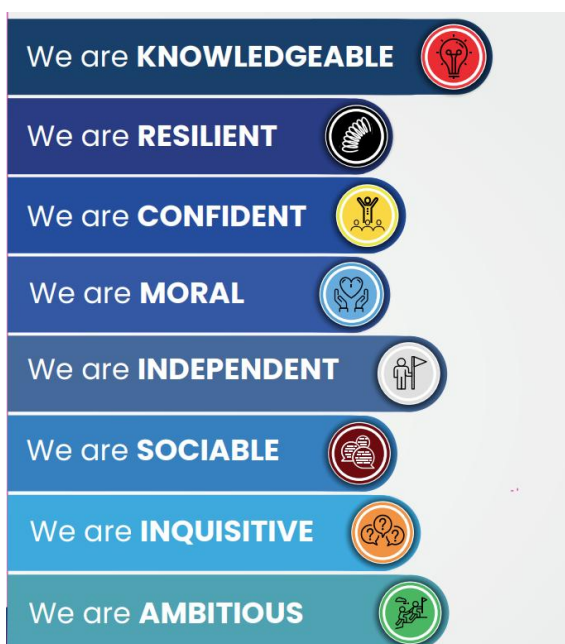 We are KNOWLEDGEABLE
We are RESILIENT
We are CONFIDENT
We are MORAL
We are INDEPENDENT
We are SOCIABLE
We are INQUISITIVE
We are AMBITIOUS